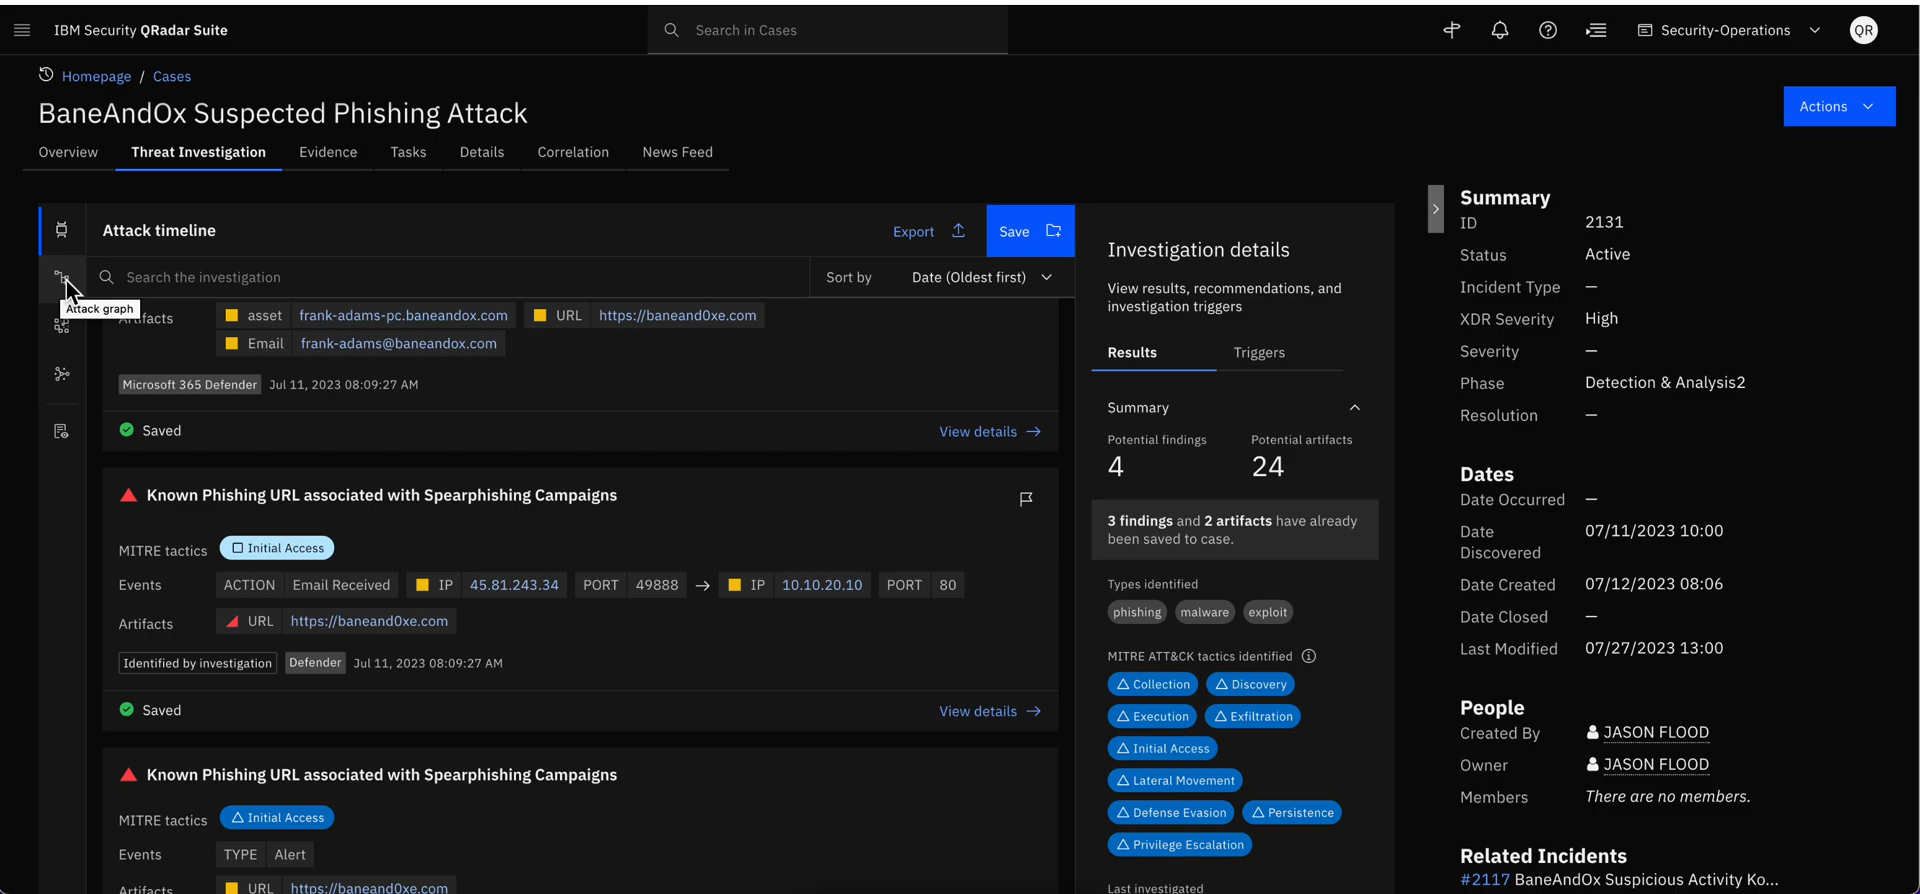 IBM Security QRadar Suite
Search in Cases
Security-Operations
QR
Homepage / Cases
BaneAndOx Suspected Phishing Attack
Actions
Overview
Threat Investigation
Evidence
Tasks
Details
Correlation
News Feed
Attack timeline
Export
Save
Search the investigation
Sort by
Date (Oldest first)
Attack graph
Artifacts
asset frank-adams-pc.baneandox.com
URL https://baneand0xe.com
Email frank-adams@baneandox.com
Microsoft 365 Defender Jul 11, 2023 08:09:27 AM
Saved
View details →
Known Phishing URL associated with Spearphishing Campaigns
MITRE tactics Initial Access
Events ACTION Email Received IP 45.81.243.34 PORT 49888 → IP 10.10.20.10 PORT 80
Artifacts URL https://baneand0xe.com
Identified by investigation Defender Jul 11, 2023 08:09:27 AM
Saved
View details →
Known Phishing URL associated with Spearphishing Campaigns
MITRE tactics Initial Access
Events TYPE Alert
Artifacts URL https://baneand0xe.com
Investigation details
View results, recommendations, and
investigation triggers
Results
Triggers
Summary
Potential findings
4
Potential artifacts
24
3 findings and 2 artifacts have already
been saved to case.
Types identified
phishing malware exploit
MITRE ATT&CK tactics identified
Collection Discovery
Execution Exfiltration
Initial Access
Lateral Movement
Defense Evasion Persistence
Privilege Escalation
Last investigated
Summary
ID 2131
Status Active
Incident Type —
XDR Severity High
Severity —
Phase Detection & Analysis2
Resolution —
Dates
Date Occurred —
Date
Discovered
07/11/2023 10:00
Date Created 07/12/2023 08:06
Date Closed —
Last Modified 07/27/2023 13:00
People
Created By JASON FLOOD
Owner JASON FLOOD
Members There are no members.
Related Incidents
#2117 BaneAndOx Suspicious Activity Ko...